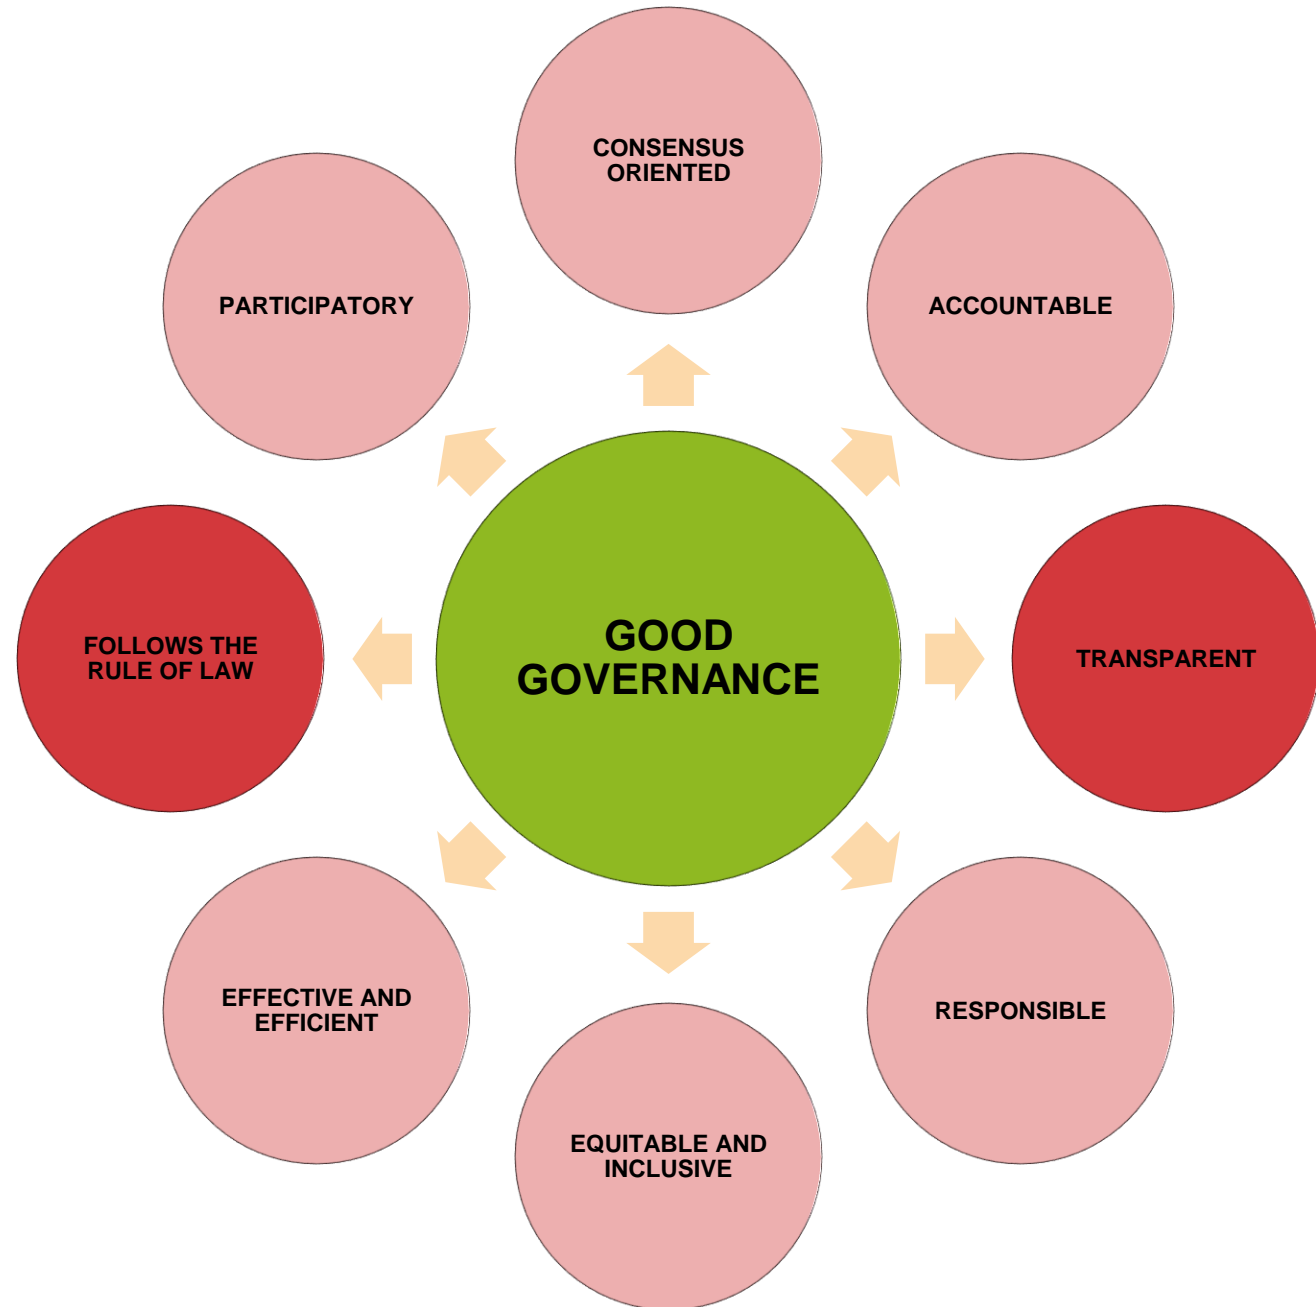 CONSENSUS
ORIENTED
PARTICIPATORY
ACCOUNTABLE
GOOD
GOVERNANCE
FOLLOWS THE
RULE OF LAW
TRANSPARENT
EFFECTIVE AND
EFFICIENT
RESPONSIBLE
EQUITABLE AND
INCLUSIVE